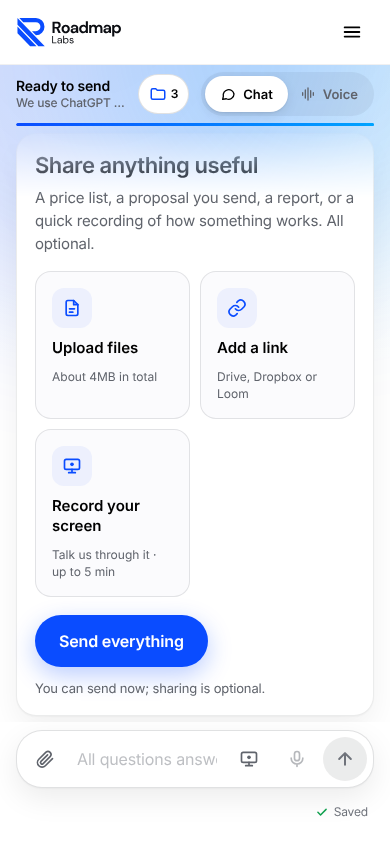 Roadmap
Labs
Ready to send
We use ChatGPT ...
3
Chat
Voice
Share anything useful
A price list, a proposal you send, a report, or a
quick recording of how something works. All
optional.
Upload files
About 4MB in total
Add a link
Drive, Dropbox or
Loom
Record your
screen
Talk us through it ·
up to 5 min
Send everything
You can send now; sharing is optional.
All questions answ
Saved